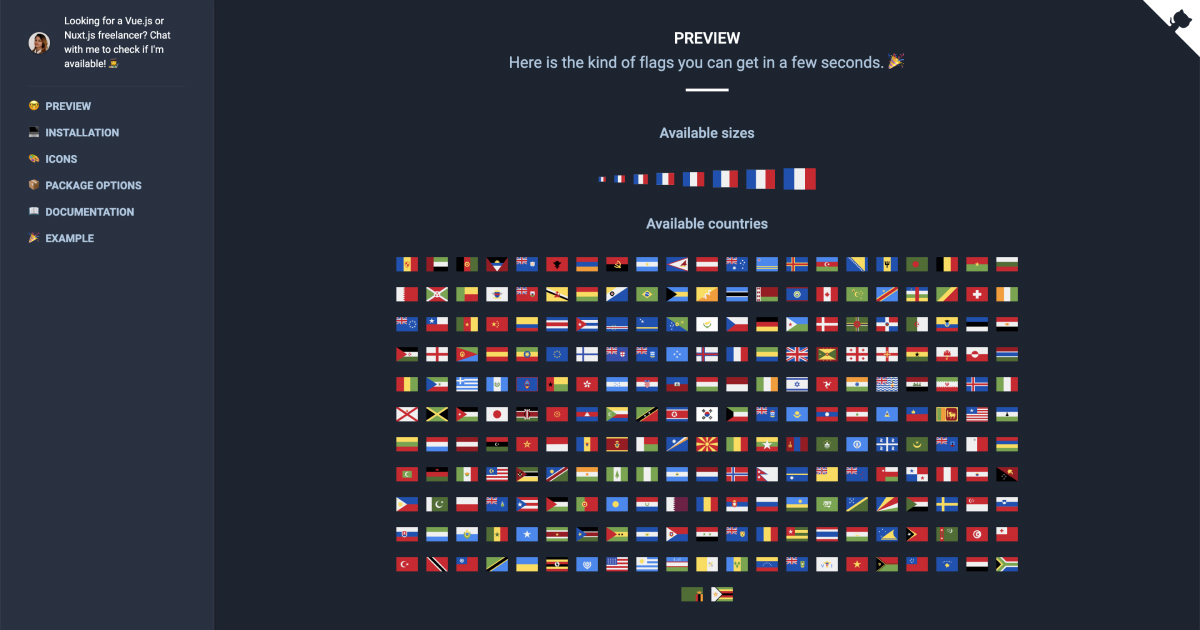 Looking for a Vue.js or
Nuxt.js freelancer? Chat
with me to check if I'm
available!
PREVIEW
INSTALLATION
ICONS
PACKAGE OPTIONS
DOCUMENTATION
EXAMPLE
PREVIEW
Here is the kind of flags you can get in a few seconds.
Available sizes
Available countries